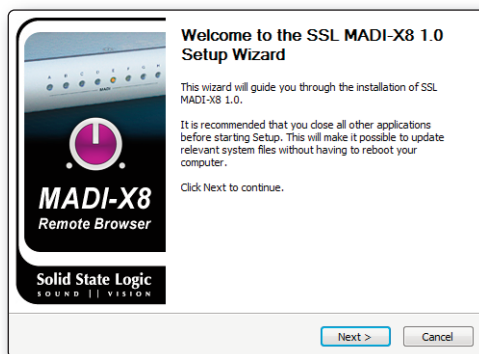 Welcome to the SSL MADI-X8 1.0
Setup Wizard
This wizard will guide you through the installation of SSL
MADI-X8 1.0.
It is recommended that you close all other applications
before starting Setup. This will make it possible to update
relevant system files without having to reboot your
computer.
Click Next to continue.
A B C D E F G H
MADI
MADI-X8
Remote Browser
Solid State Logic
SOUND || VISION
Next >
Cancel